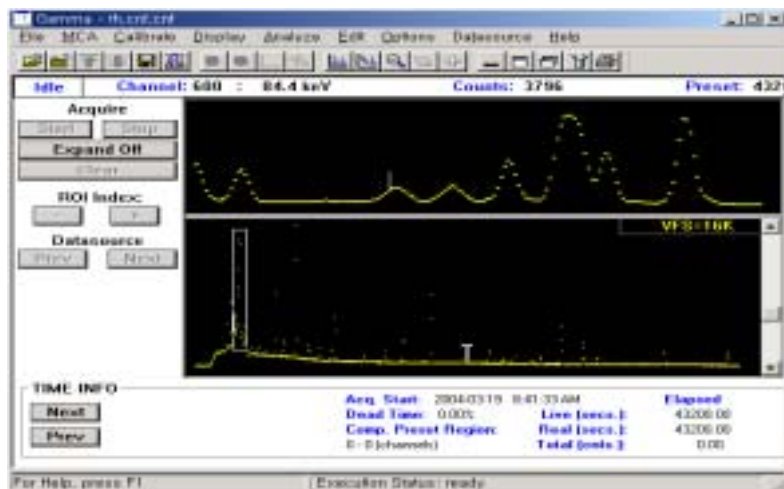 Gamma - th.cnf.cnf
File MCA Calibrate Display Analyze Edit Options Datasource Help
Idle Channel: 600 : 84.4 keV Counts: 3796 Preset: 432
Acquire
Start Stop
Expand Off
Clear
ROI Index:
- +
Datasource
Prev Next
VFS=16K
TIME INFO
Next
Prev
Acq. Start: 2004-03-19 8:41:33 AM Elapsed
Dead Time: 0.00% Live (secs.): 43200.00
Comp. Preset Region: Real (secs.): 43206.00
0 - 0 (channels) Total (cnts.): 0.00
For Help, press F1 Execution Status: ready